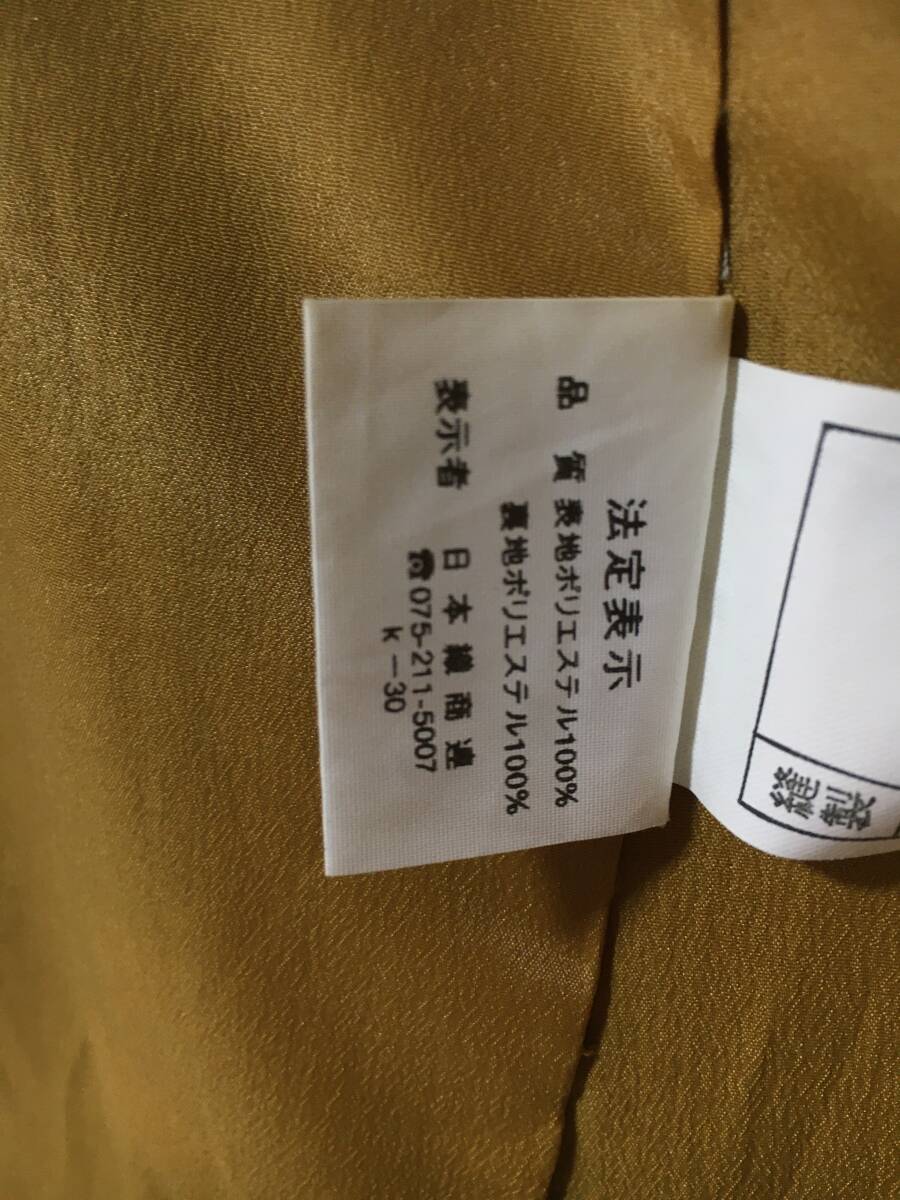 法定表示
品 質 表地ポリエステル100%
裏地ポリエステル100%
表示者 日本織商連
☎075-211-5007
k-30
縫製